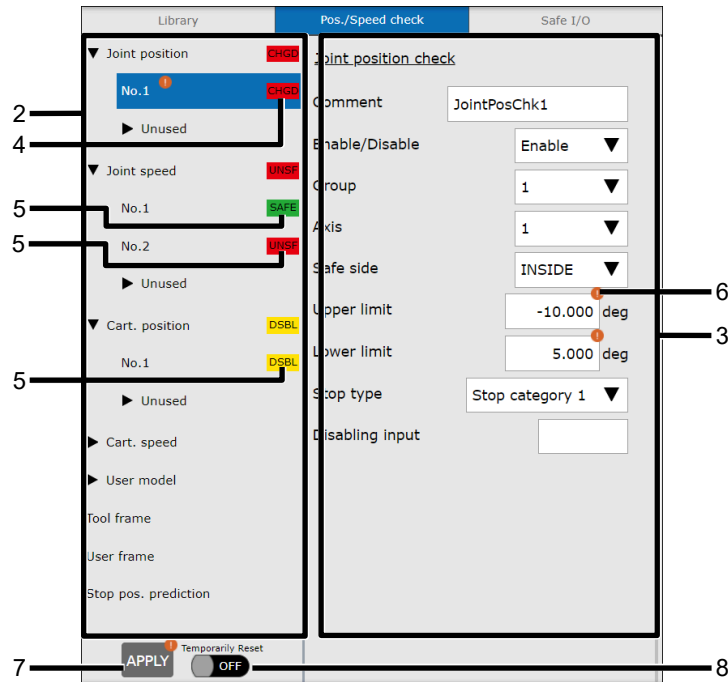 Library Pos./Speed check Safe I/O
▼ Joint position CHGD
No.1 ! CHGD
▶ Unused
▼ Joint speed UNSF
No.1 SAFE
No.2 UNSF
▶ Unused
▼ Cart. position DSBL
No.1 DSBL
▶ Unused
▶ Cart. speed
▶ User model
Tool frame
User frame
Stop pos. prediction
Joint position check
Comment JointPosChk1
Enable/Disable Enable ▼
Group 1 ▼
Axis 1 ▼
Safe side INSIDE ▼
Upper limit -10.000 deg !
Lower limit 5.000 deg !
Stop type Stop category 1 ▼
Disabling input
APPLY ! Temporarily Reset
OFF
2
4
5
5
5
7
6
3
8